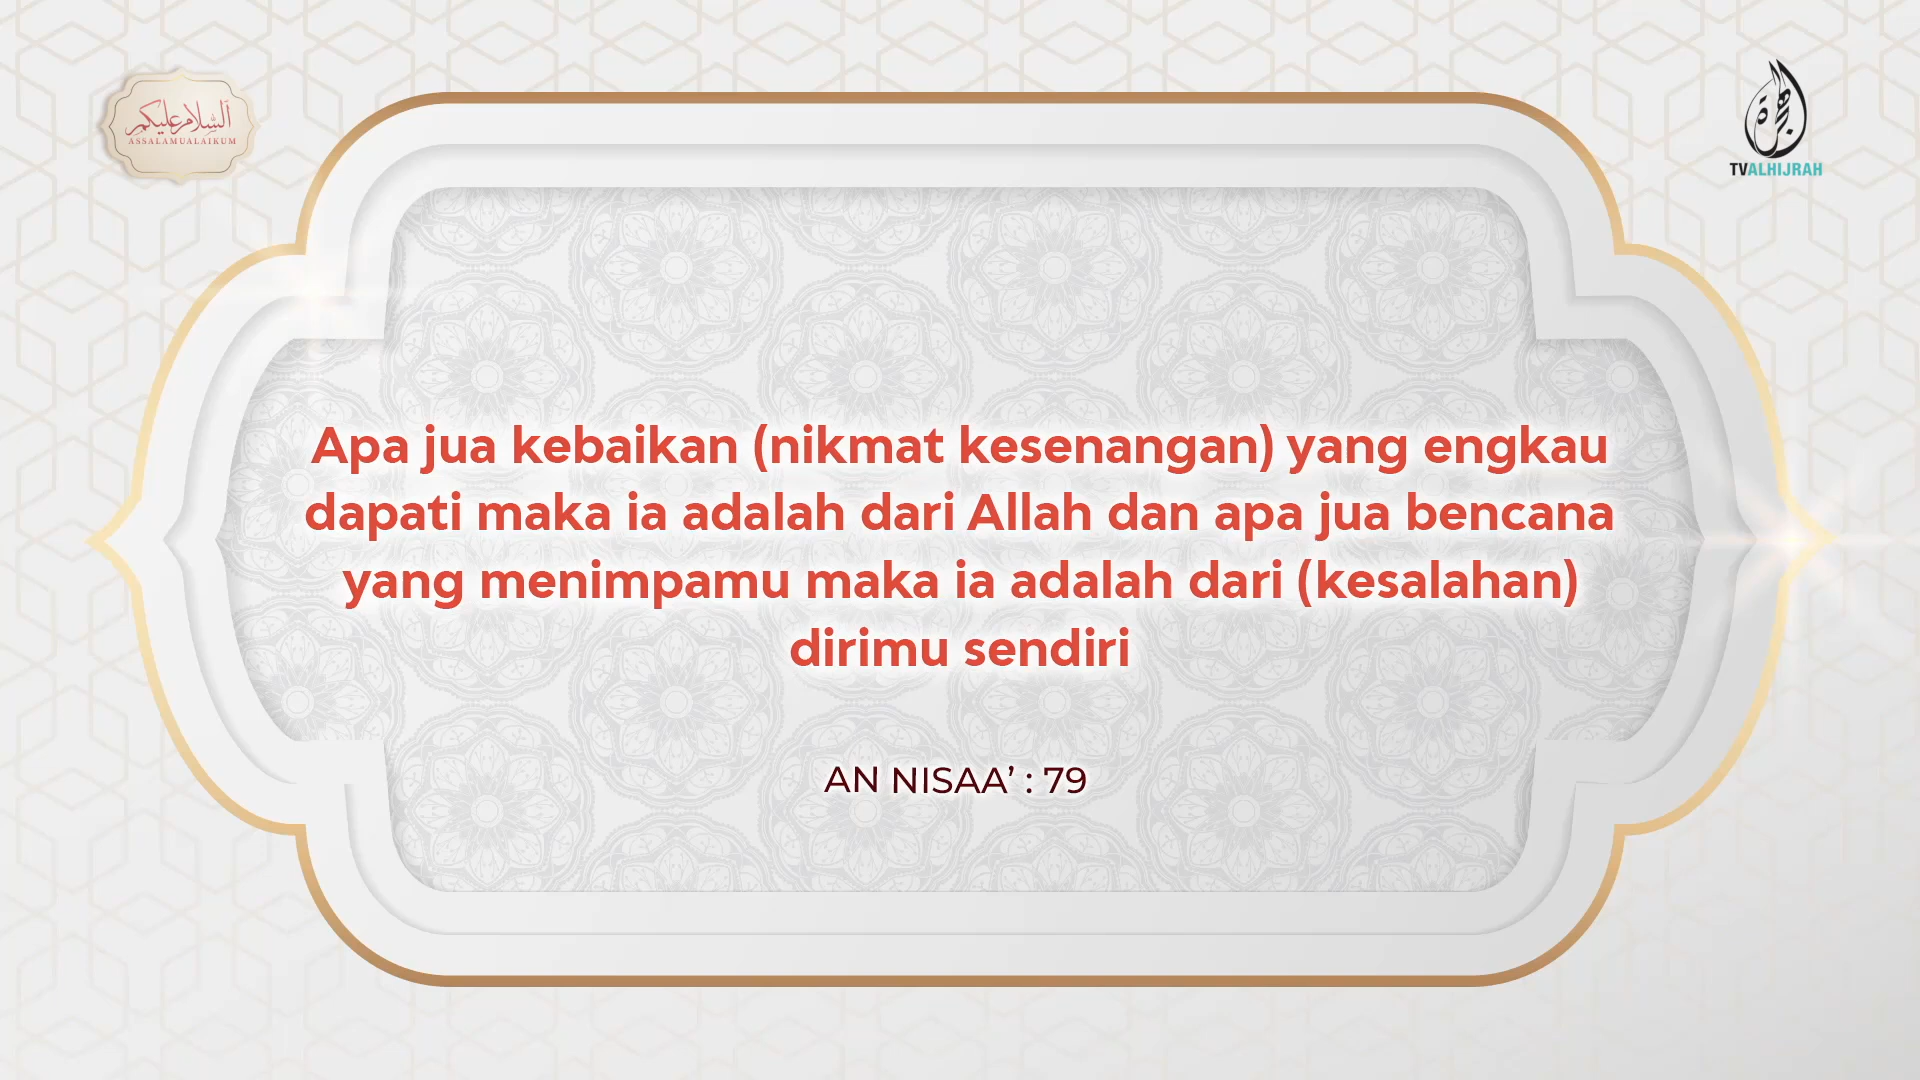 السلام عليكم
ASSALAMUALAIKUM
هجرة
TVALHIJRAH
Apa jua kebaikan (nikmat kesenangan) yang engkau
dapati maka ia adalah dari Allah dan apa jua bencana
yang menimpamu maka ia adalah dari (kesalahan)
dirimu sendiri
AN NISAA’ : 79